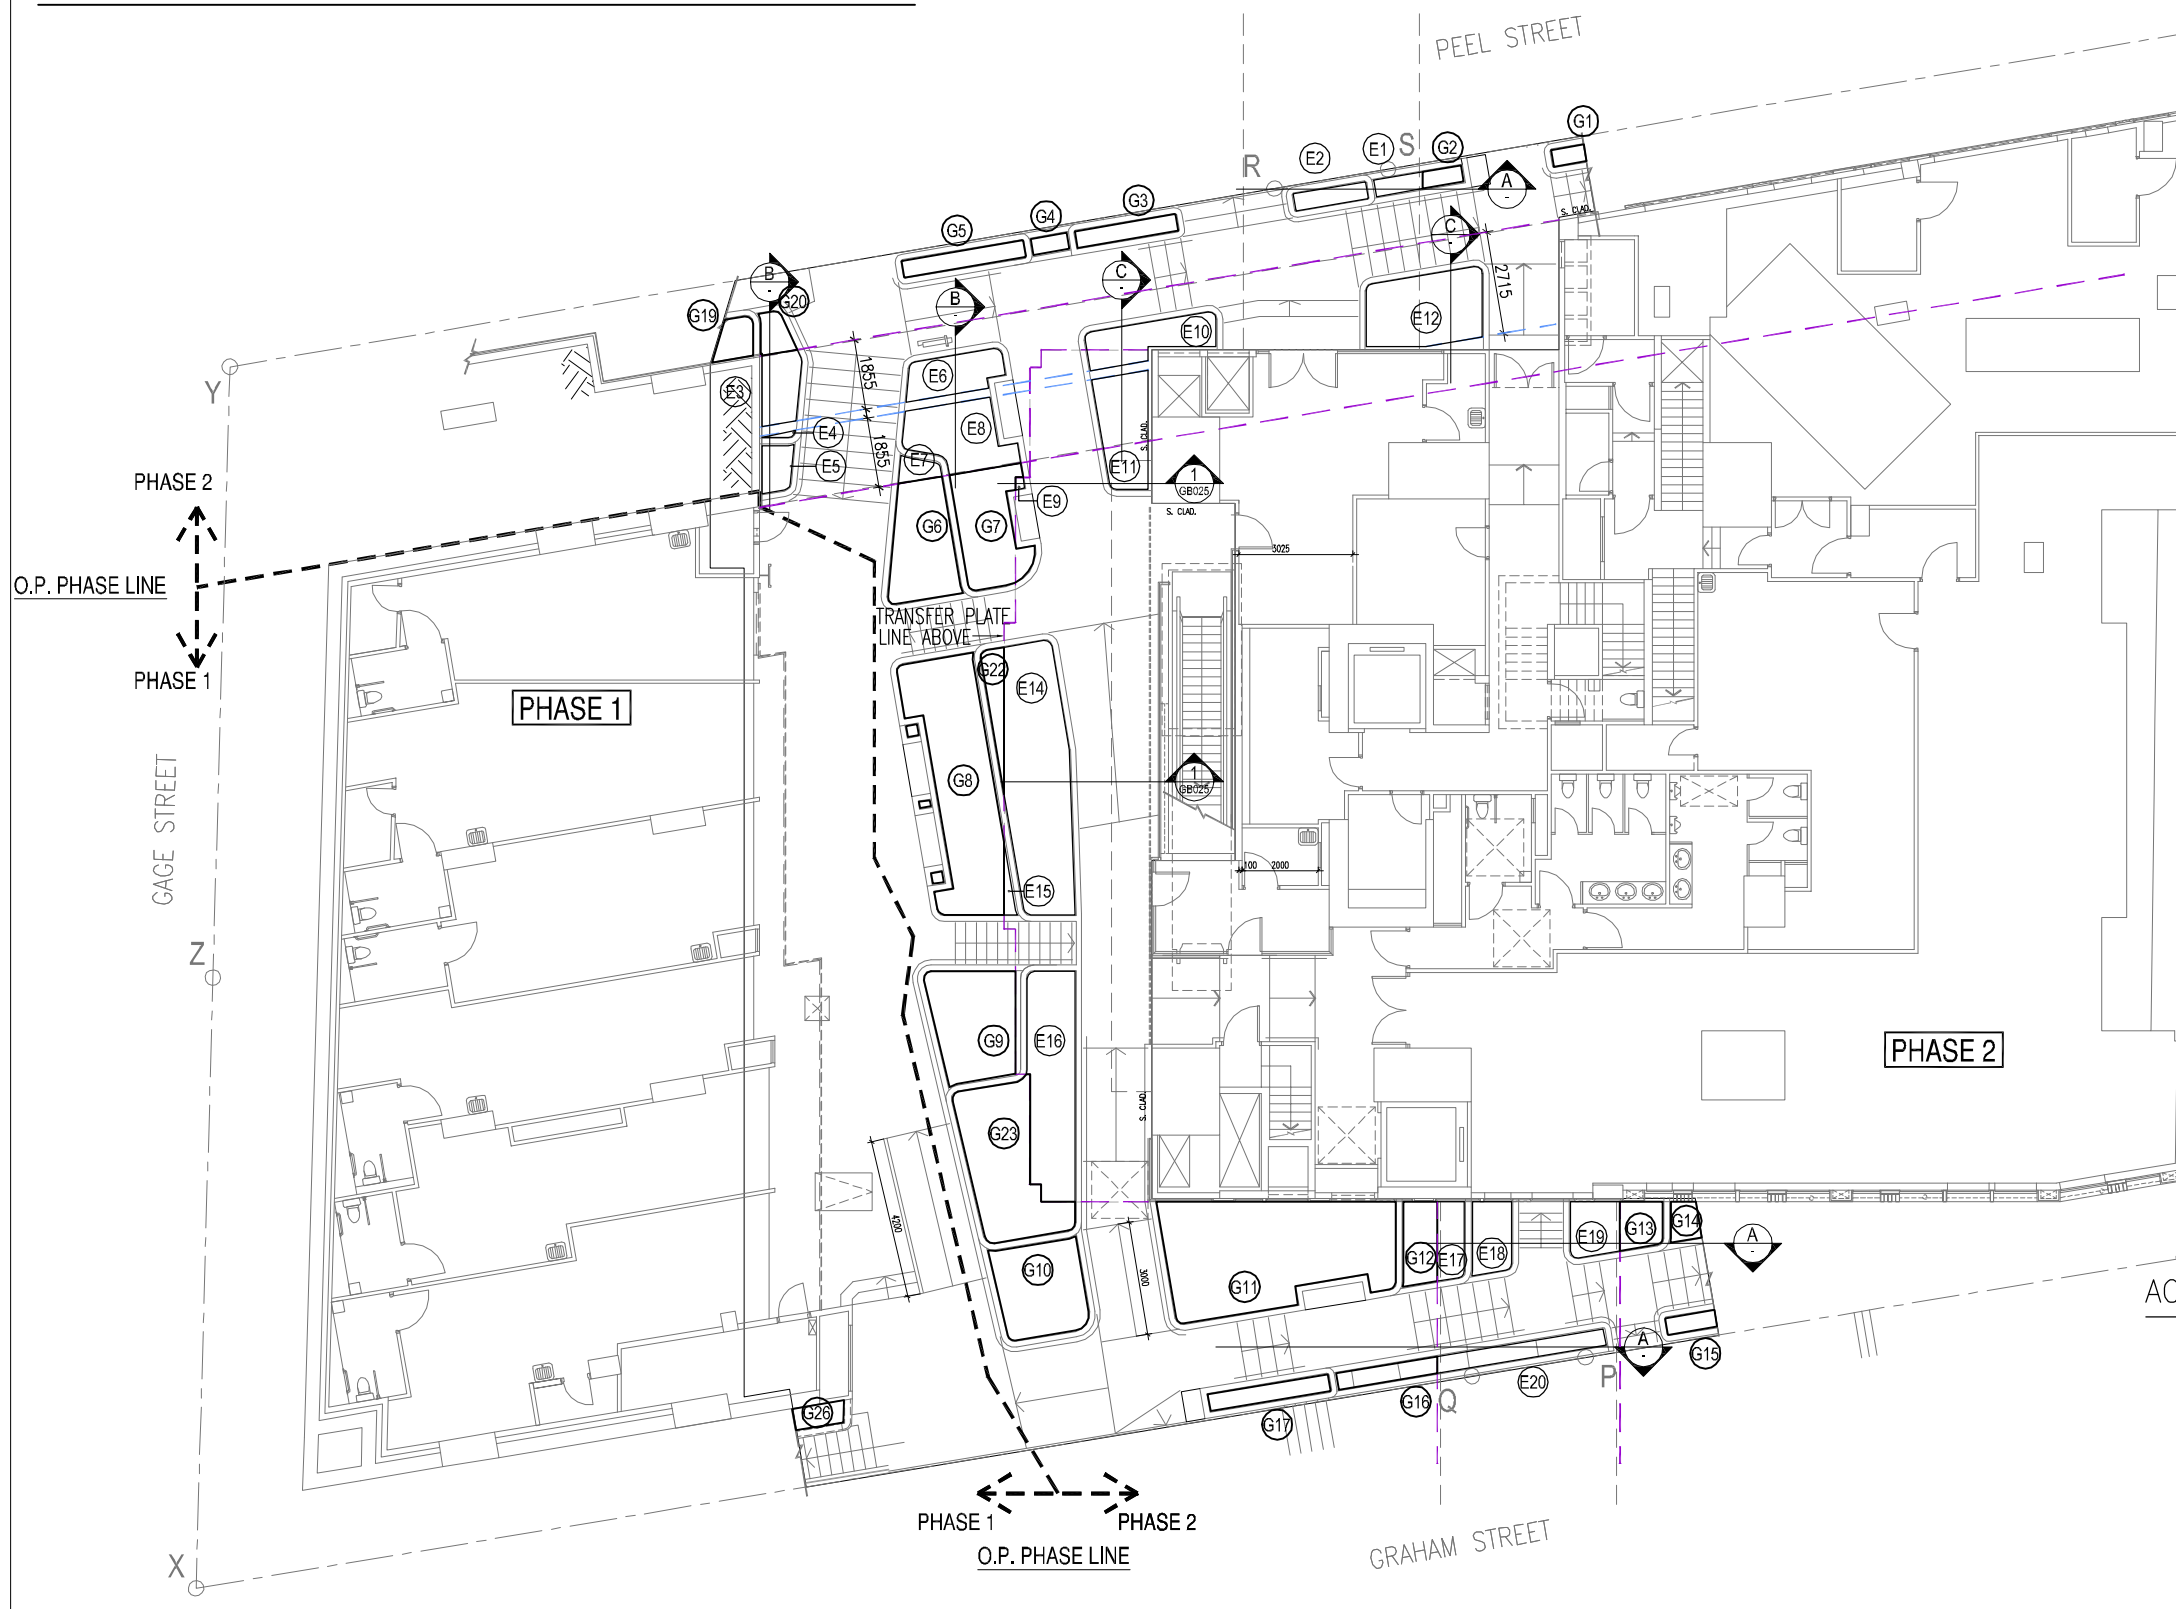 PEEL STREET
G1
S
G2
E1
E2
R
A
-
G3
S. CLAD.
G4
G5
C
-
2715
B
-
C
-
G20
B
-
G19
E10
E12
1855
E6
Y
E3
E8
E4
S. CLAD.
1855
E7
E5
E11
1
GB025
PHASE 2
E9
S. CLAD.
G6
G7
3025
O.P. PHASE LINE
TRANSFER PLATE
LINE ABOVE
PHASE 1
G22
E14
PHASE 1
G8
1
GB025
GAGE STREET
100
2000
E15
Z
G9
E16
PHASE 2
S. CLAD.
G23
4200
G14
G13
E19
A
-
G12
E17
E18
G10
3000
G11
AC
A
-
G15
P
E20
G16
Q
G26
G17
PHASE 1
PHASE 2
GRAHAM STREET
O.P. PHASE LINE
X